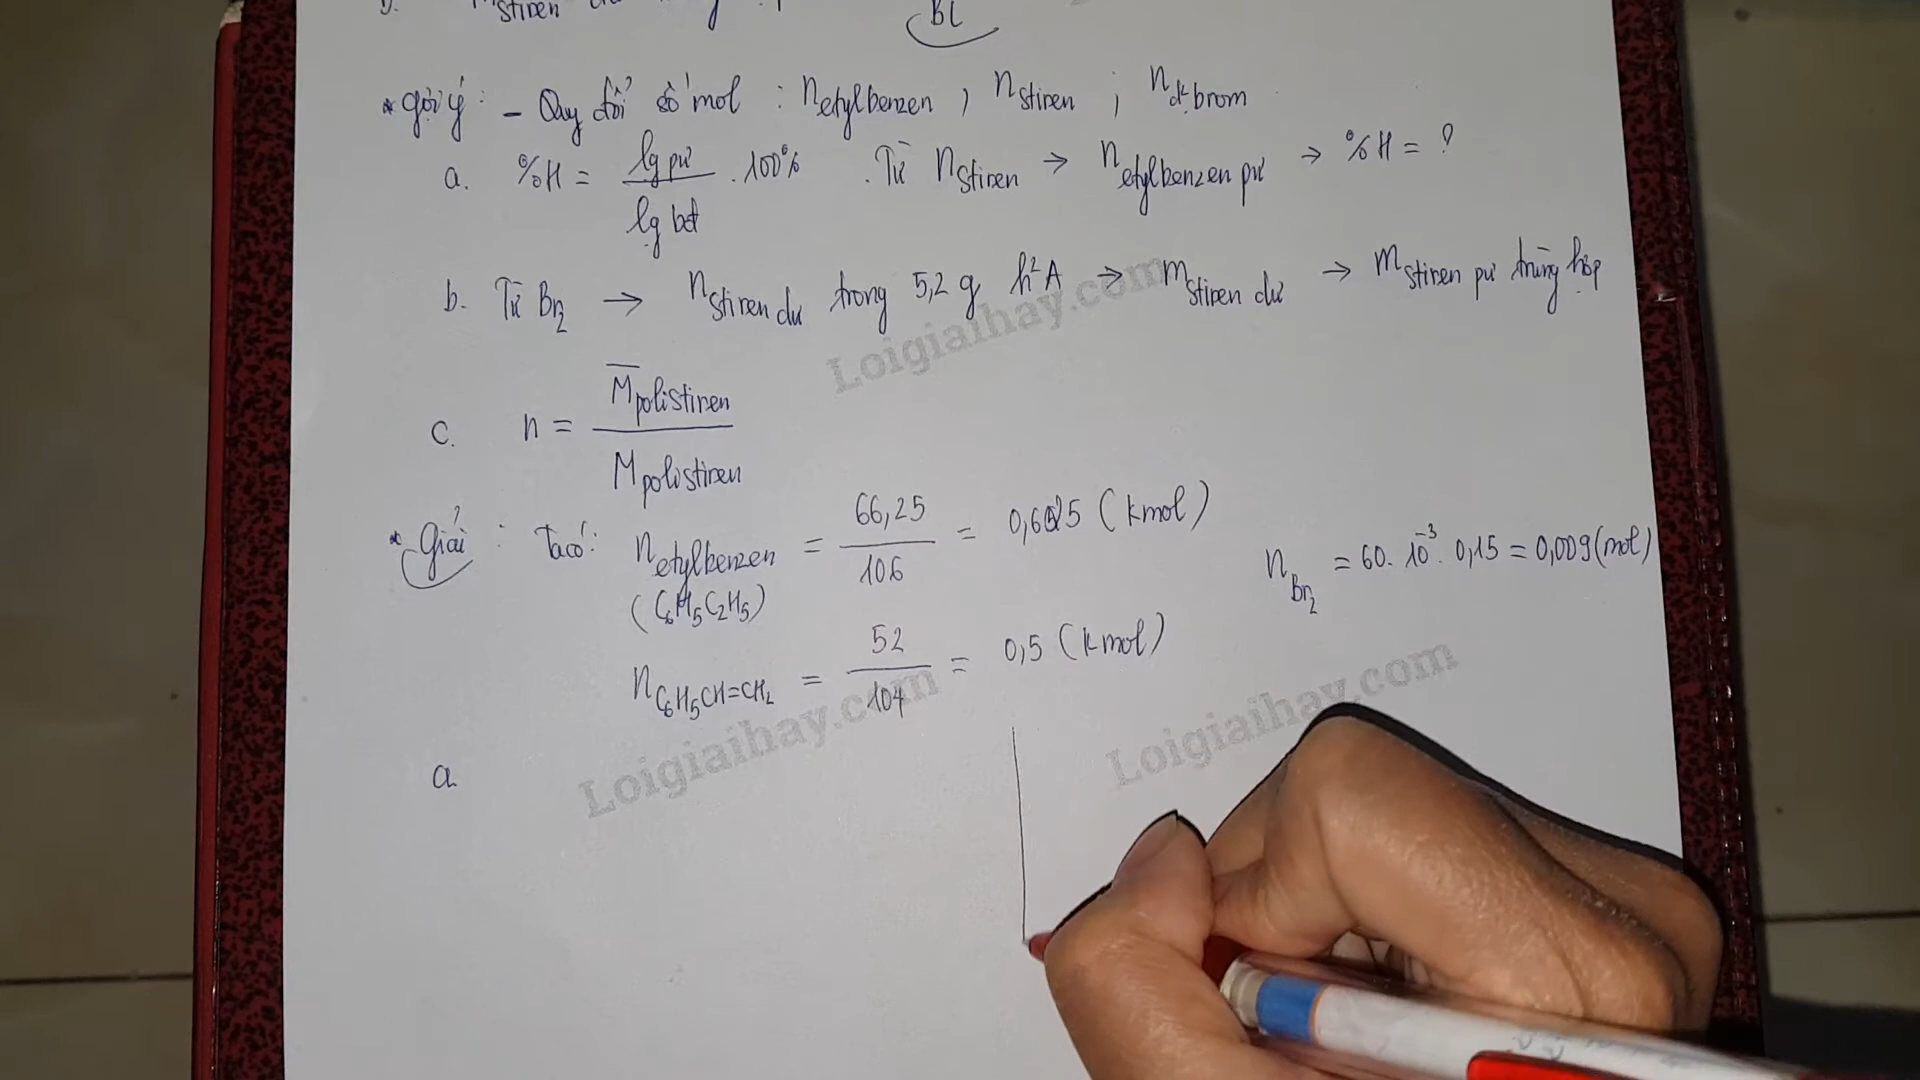 b. m stiren
BL
* Gợi ý: - Quy đổi số mol : n etylbenzen ; n stiren ; n d² brom
a. %H = lg pư / lg bđ . 100% . Từ n stiren → n etylbenzen pư → %H = ?
b. Từ Br₂ → n stiren dư trong 5,2 g h² A → m stiren dư → m stiren pư trùng hợp
Loigiaihay.com
c. n = M̅ polistiren / M polistiren
* Giải : Ta có: n etylbenzen = 66,25 / 106 = 0,625 (kmol) n Br₂ = 60. 10⁻³. 0,15 = 0,009 (mol)
(C₆H₅C₂H₅)
n C₆H₅CH=CH₂ = 52 / 104 = 0,5 (kmol)
Loigiaihay.com Loigiaihay.com
a.